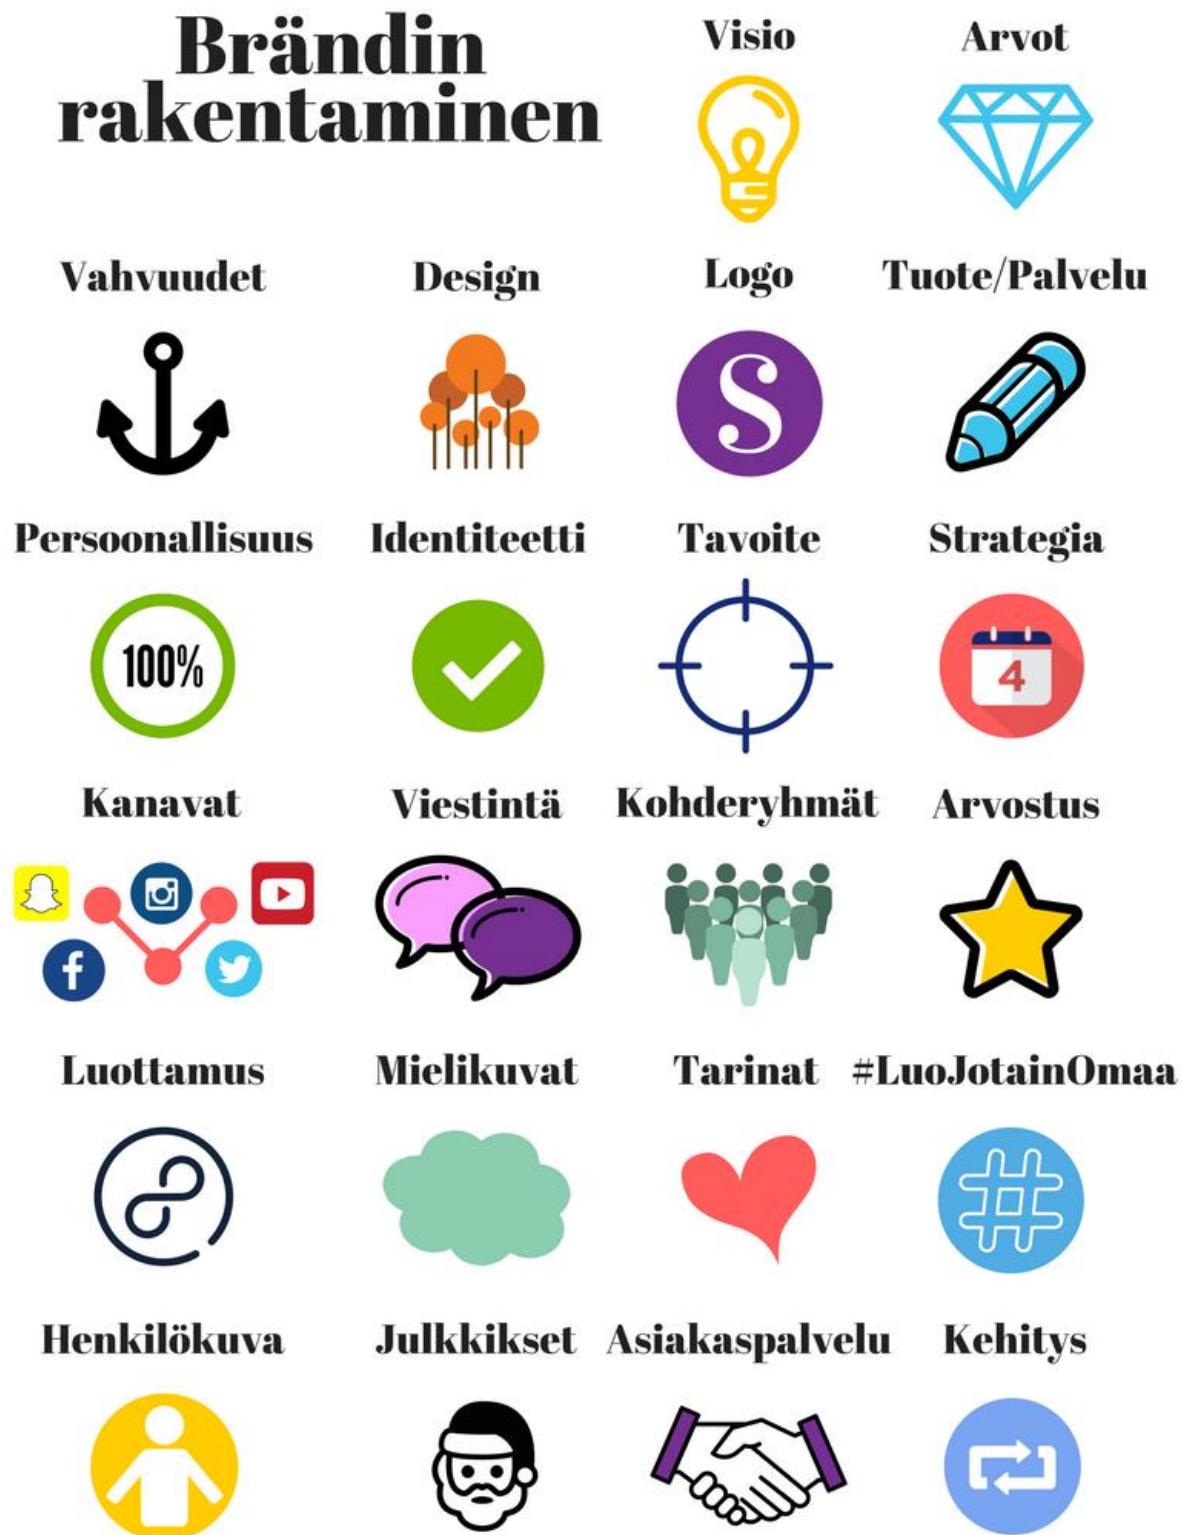 Brändin
rakentaminen
Visio
Arvot
Vahvuudet
Design
Logo
Tuote/Palvelu
S
Persoonallisuus
Identiteetti
Tavoite
Strategia
100%
4
Kanavat
Viestintä
Kohderyhmät
Arvostus
f
Luottamus
Mielikuvat
Tarinat
#LuoJotainOmaa
#
Henkilökuva
Julkkikset
Asiakaspalvelu
Kehitys